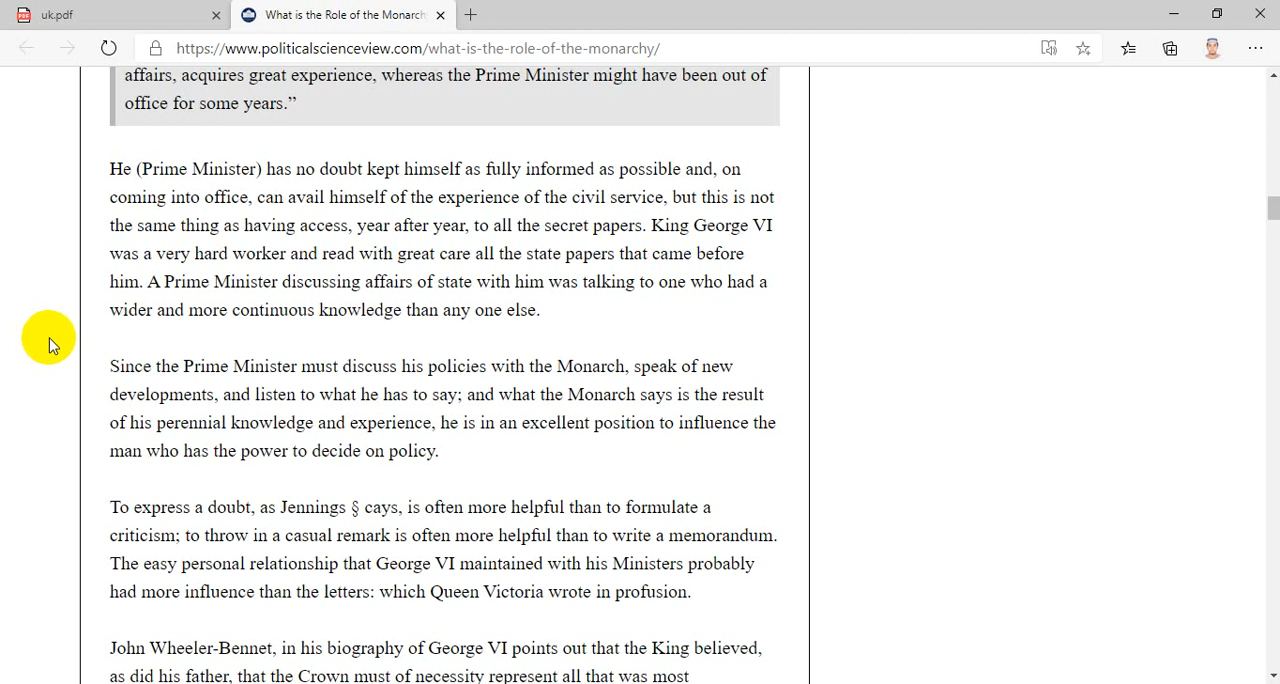 uk.pdf
What is the Role of the Monarch
https://www.politicalscienceview.com/what-is-the-role-of-the-monarchy/
affairs, acquires great experience, whereas the Prime Minister might have been out of
office for some years.”
He (Prime Minister) has no doubt kept himself as fully informed as possible and, on
coming into office, can avail himself of the experience of the civil service, but this is not
the same thing as having access, year after year, to all the secret papers. King George VI
was a very hard worker and read with great care all the state papers that came before
him. A Prime Minister discussing affairs of state with him was talking to one who had a
wider and more continuous knowledge than any one else.
Since the Prime Minister must discuss his policies with the Monarch, speak of new
developments, and listen to what he has to say; and what the Monarch says is the result
of his perennial knowledge and experience, he is in an excellent position to influence the
man who has the power to decide on policy.
To express a doubt, as Jennings § cays, is often more helpful than to formulate a
criticism; to throw in a casual remark is often more helpful than to write a memorandum.
The easy personal relationship that George VI maintained with his Ministers probably
had more influence than the letters: which Queen Victoria wrote in profusion.
John Wheeler-Bennet, in his biography of George VI points out that the King believed,
as did his father, that the Crown must of necessity represent all that was most